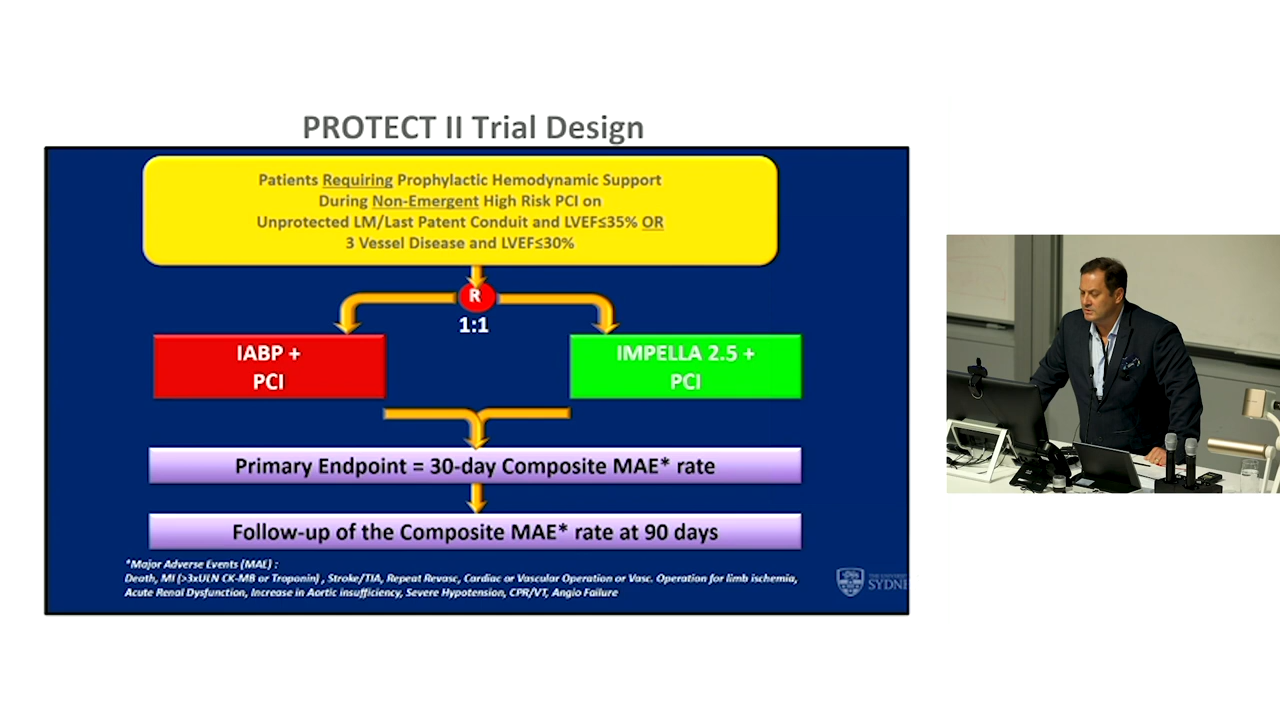 PROTECT II Trial Design
Patients Requiring Prophylactic Hemodynamic Support
During Non-Emergent High Risk PCI on
Unprotected LM/Last Patent Conduit and LVEF≤35% OR
3 Vessel Disease and LVEF≤30%
R
1:1
IABP +
PCI
IMPELLA 2.5 +
PCI
Primary Endpoint = 30-day Composite MAE* rate
Follow-up of the Composite MAE* rate at 90 days
*Major Adverse Events (MAE) :
Death, MI (>3xULN CK-MB or Troponin) , Stroke/TIA, Repeat Revasc, Cardiac or Vascular Operation or Vasc. Operation for limb ischemia,
Acute Renal Dysfunction, Increase in Aortic insufficiency, Severe Hypotension, CPR/VT, Angio Failure
THE UNIVERSI
SYDNE